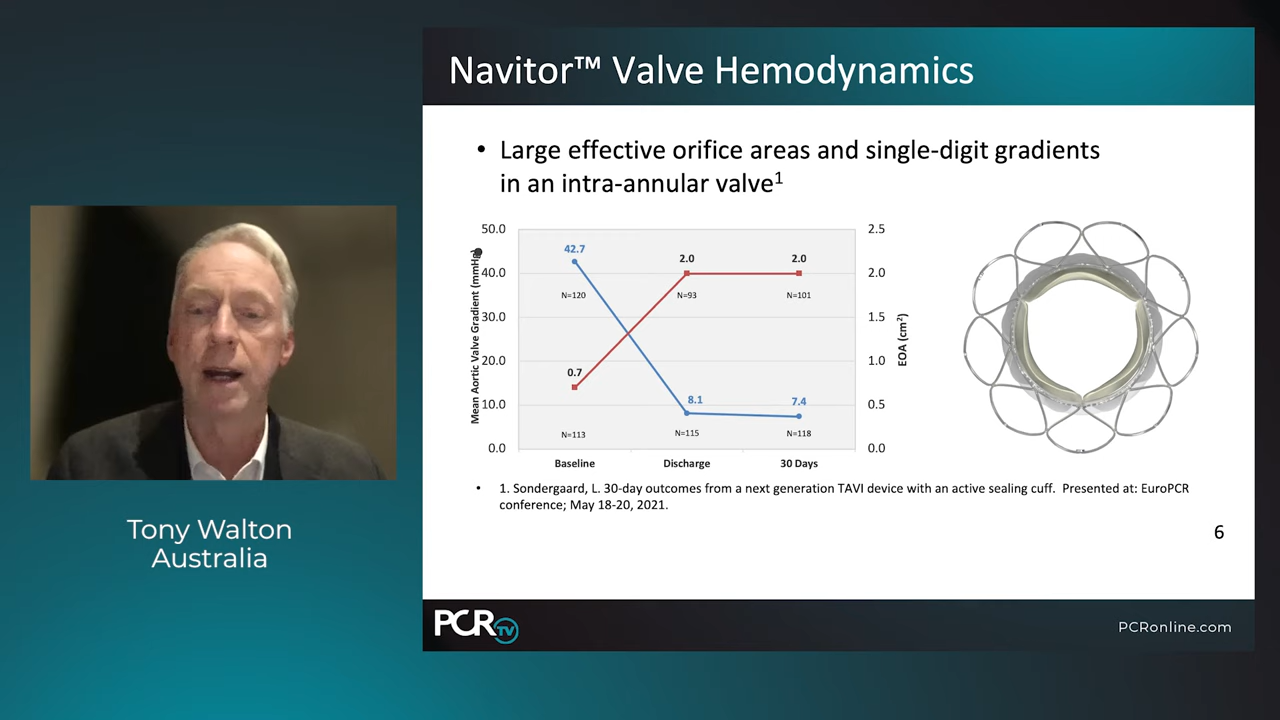 Navitor™ Valve Hemodynamics
• Large effective orifice areas and single-digit gradients
in an intra-annular valve1
50.0
40.0
30.0
20.0
10.0
0.0
Mean Aortic Valve Gradient (mmHg)
42.7
2.0
2.0
N=120
N=93
N=101
0.7
8.1
7.4
N=113
N=115
N=118
Baseline
Discharge
30 Days
2.5
2.0
1.5
1.0
0.5
0.0
EOA (cm2)
• 1. Sondergaard, L. 30-day outcomes from a next generation TAVI device with an active sealing cuff. Presented at: EuroPCR
conference; May 18-20, 2021.
6
Tony Walton
Australia
PCR TV
PCRonline.com